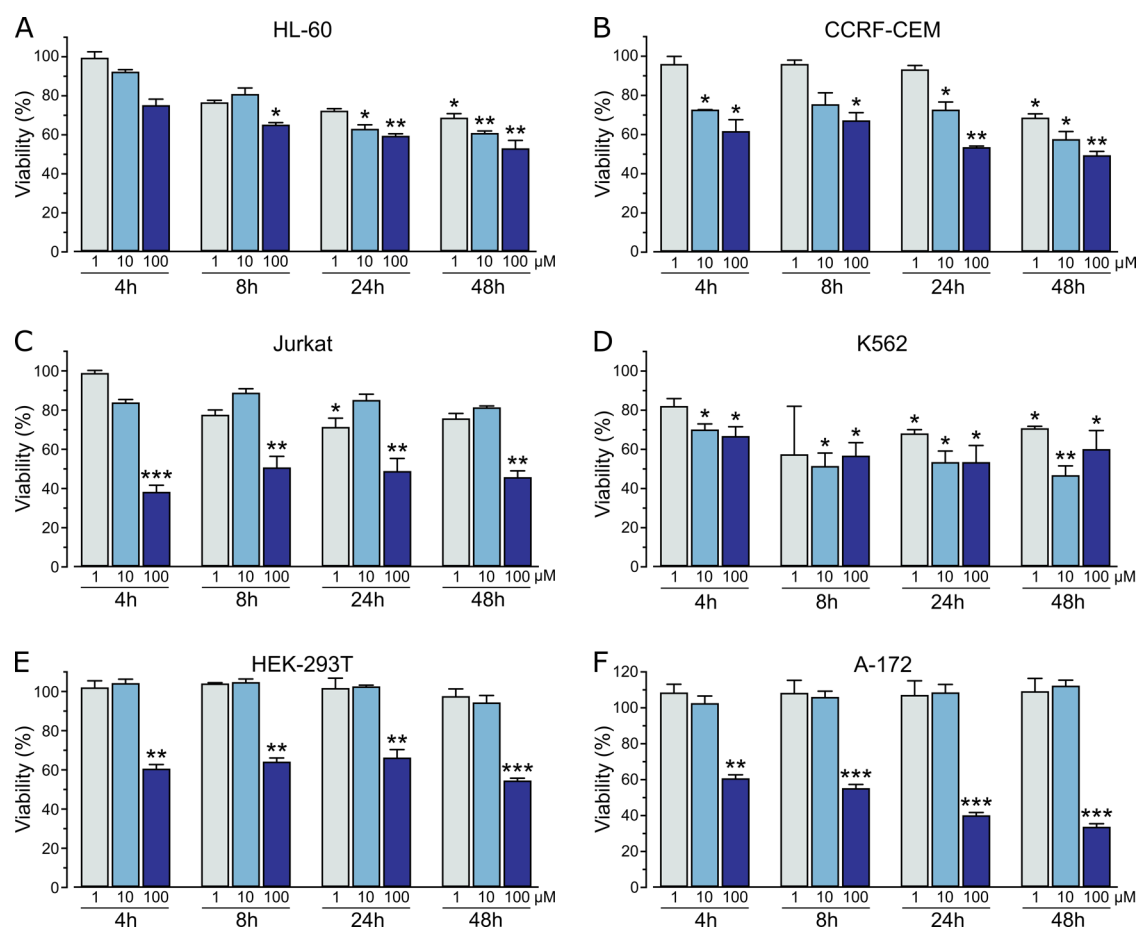 A HL-60
Viability (%)
100
80
60
40
20
0
* * ** * ** **
1 10 100 1 10 100 1 10 100 1 10 100 µM
4h 8h 24h 48h
B CCRF-CEM
Viability (%)
100
80
60
40
20
0
* * * * ** * * **
1 10 100 1 10 100 1 10 100 1 10 100 µM
4h 8h 24h 48h
C Jurkat
Viability (%)
100
80
60
40
20
0
*** ** * ** **
1 10 100 1 10 100 1 10 100 1 10 100 µM
4h 8h 24h 48h
D K562
Viability (%)
100
80
60
40
20
0
* * * * * * * * ** *
1 10 100 1 10 100 1 10 100 1 10 100 µM
4h 8h 24h 48h
E HEK-293T
Viability (%)
100
80
60
40
20
0
** ** ** ***
1 10 100 1 10 100 1 10 100 1 10 100 µM
4h 8h 24h 48h
F A-172
Viability (%)
120
100
80
60
40
20
0
** *** *** ***
1 10 100 1 10 100 1 10 100 1 10 100 µM
4h 8h 24h 48h